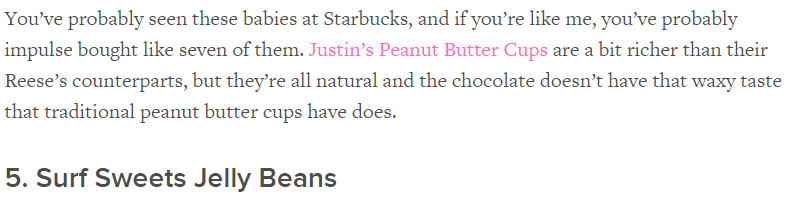 You’ve probably seen these babies at Starbucks, and if you’re like me, you’ve probably
impulse bought like seven of them. Justin’s Peanut Butter Cups are a bit richer than their
Reese’s counterparts, but they’re all natural and the chocolate doesn’t have that waxy taste
that traditional peanut butter cups have does.
5. Surf Sweets Jelly Beans